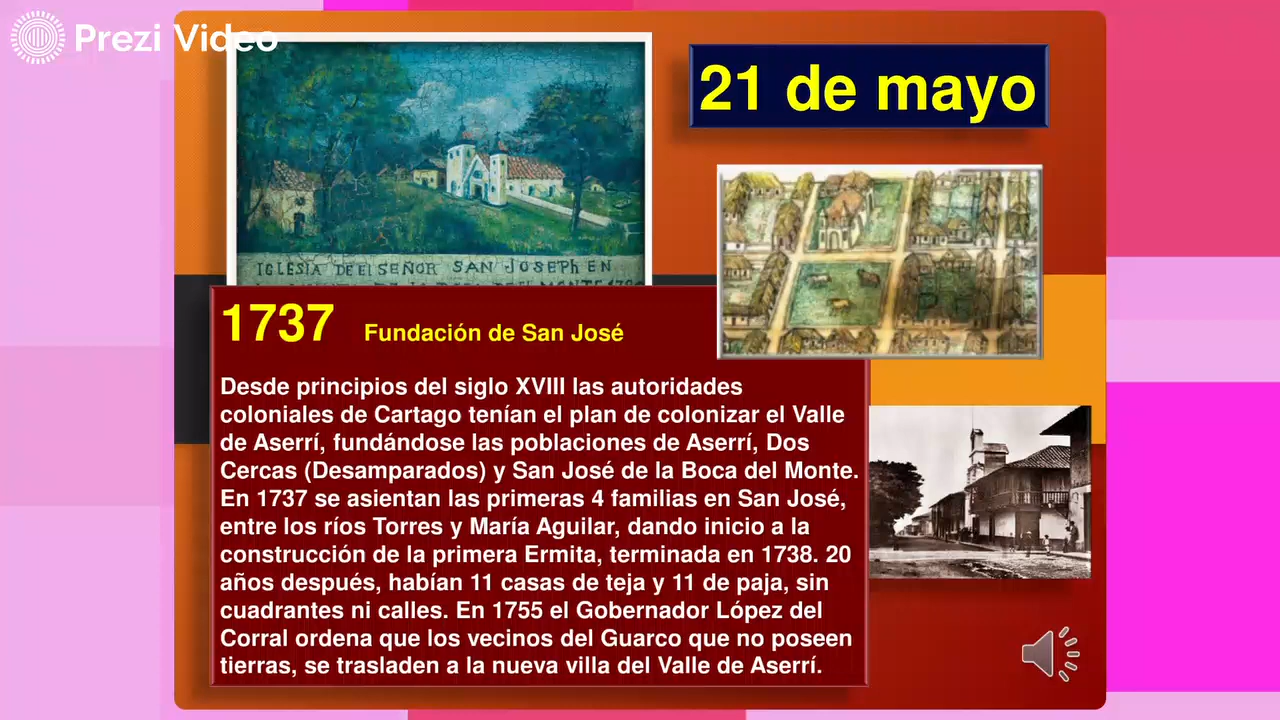 Prezi Video
21 de mayo
IGLESIA DE El SEÑOR SAN JOSEPh EN
1737 Fundación de San José
Desde principios del siglo XVIII las autoridades
coloniales de Cartago tenían el plan de colonizar el Valle
de Aserrí, fundándose las poblaciones de Aserrí, Dos
Cercas (Desamparados) y San José de la Boca del Monte.
En 1737 se asientan las primeras 4 familias en San José,
entre los ríos Torres y María Aguilar, dando inicio a la
construcción de la primera Ermita, terminada en 1738. 20
años después, habían 11 casas de teja y 11 de paja, sin
cuadrantes ni calles. En 1755 el Gobernador López del
Corral ordena que los vecinos del Guarco que no poseen
tierras, se trasladen a la nueva villa del Valle de Aserrí.